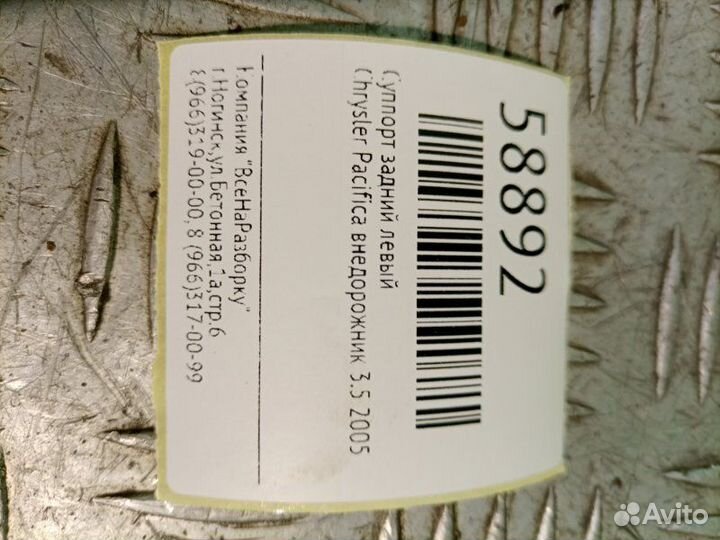 58892
Суппорт задний левый
Chrysler Pacifica внедорожник 3.5 2005
Компания "ВсеНаРазборку"
г.Ногинск,ул.Бетонная,1а,стр.6
8(966)319-00-00, 8 (966)317-00-99
Avito